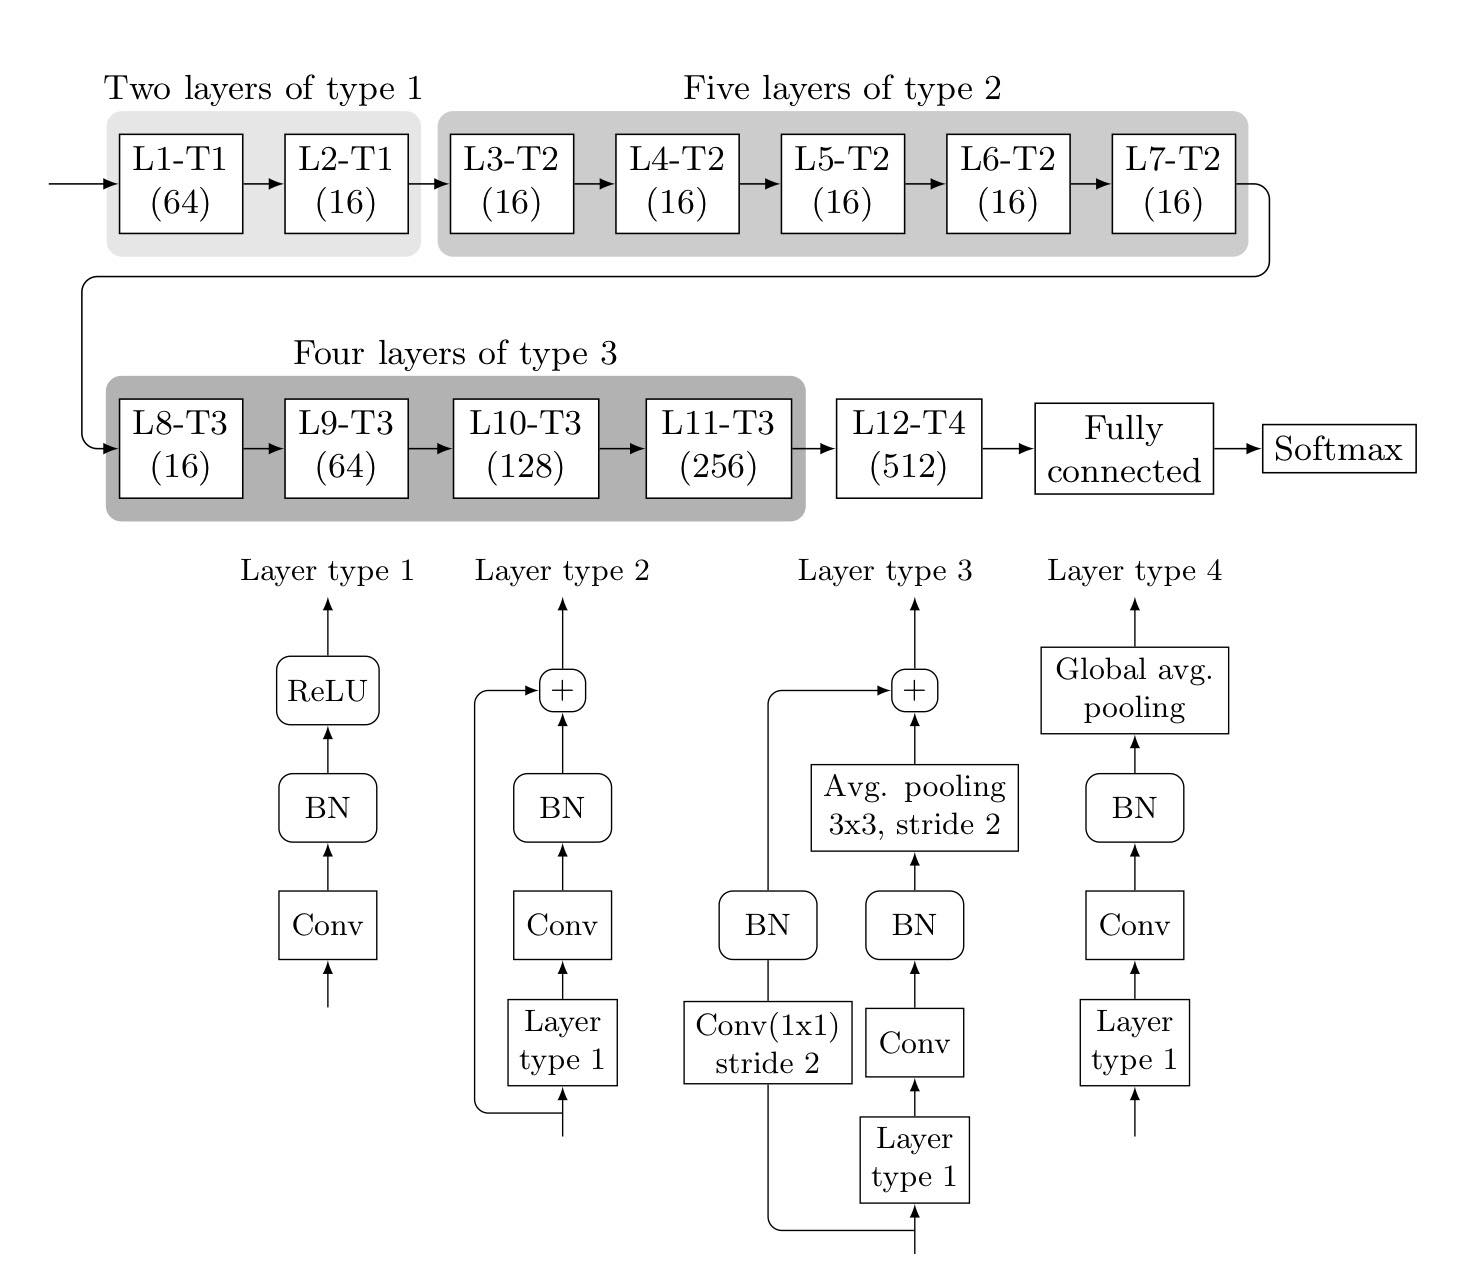 Two layers of type 1
Five layers of type 2
L1-T1
(64)
L2-T1
(16)
L3-T2
(16)
L4-T2
(16)
L5-T2
(16)
L6-T2
(16)
L7-T2
(16)
Four layers of type 3
L8-T3
(16)
L9-T3
(64)
L10-T3
(128)
L11-T3
(256)
L12-T4
(512)
Fully
connected
Softmax
Layer type 1
ReLU
BN
Conv
Layer type 2
+
BN
Conv
Layer
type 1
Layer type 3
+
Avg. pooling
3x3, stride 2
BN
BN
Conv(1x1)
stride 2
Conv
Layer
type 1
Layer type 4
Global avg.
pooling
BN
Conv
Layer
type 1